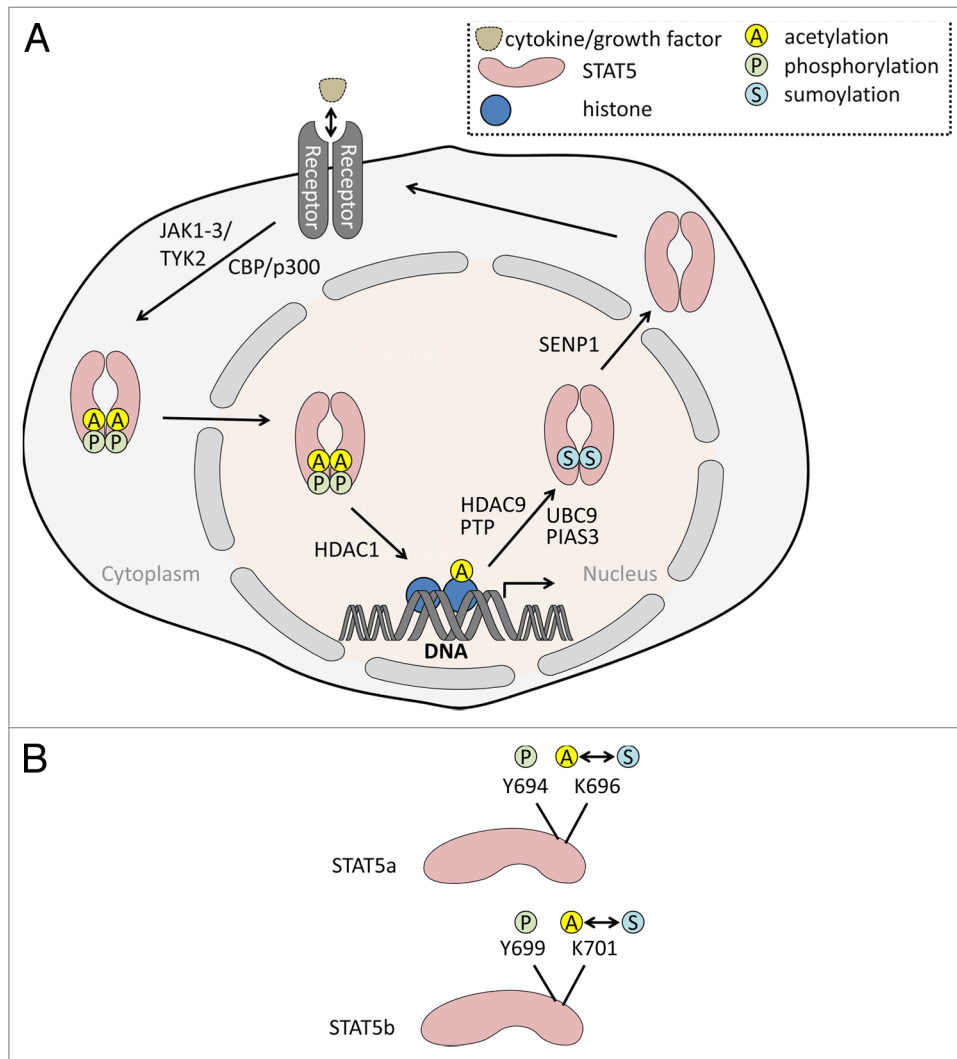 A
cytokine/growth factor
STAT5
histone
A acetylation
P phosphorylation
S sumoylation
Receptor
Receptor
JAK1-3/
TYK2
CBP/p300
SENP1
A A
P P
A A
P P
S S
HDAC9
PTP
UBC9
PIAS3
HDAC1
A
Cytoplasm
Nucleus
DNA
B
P A S
Y694 K696
STAT5a
P A S
Y699 K701
STAT5b